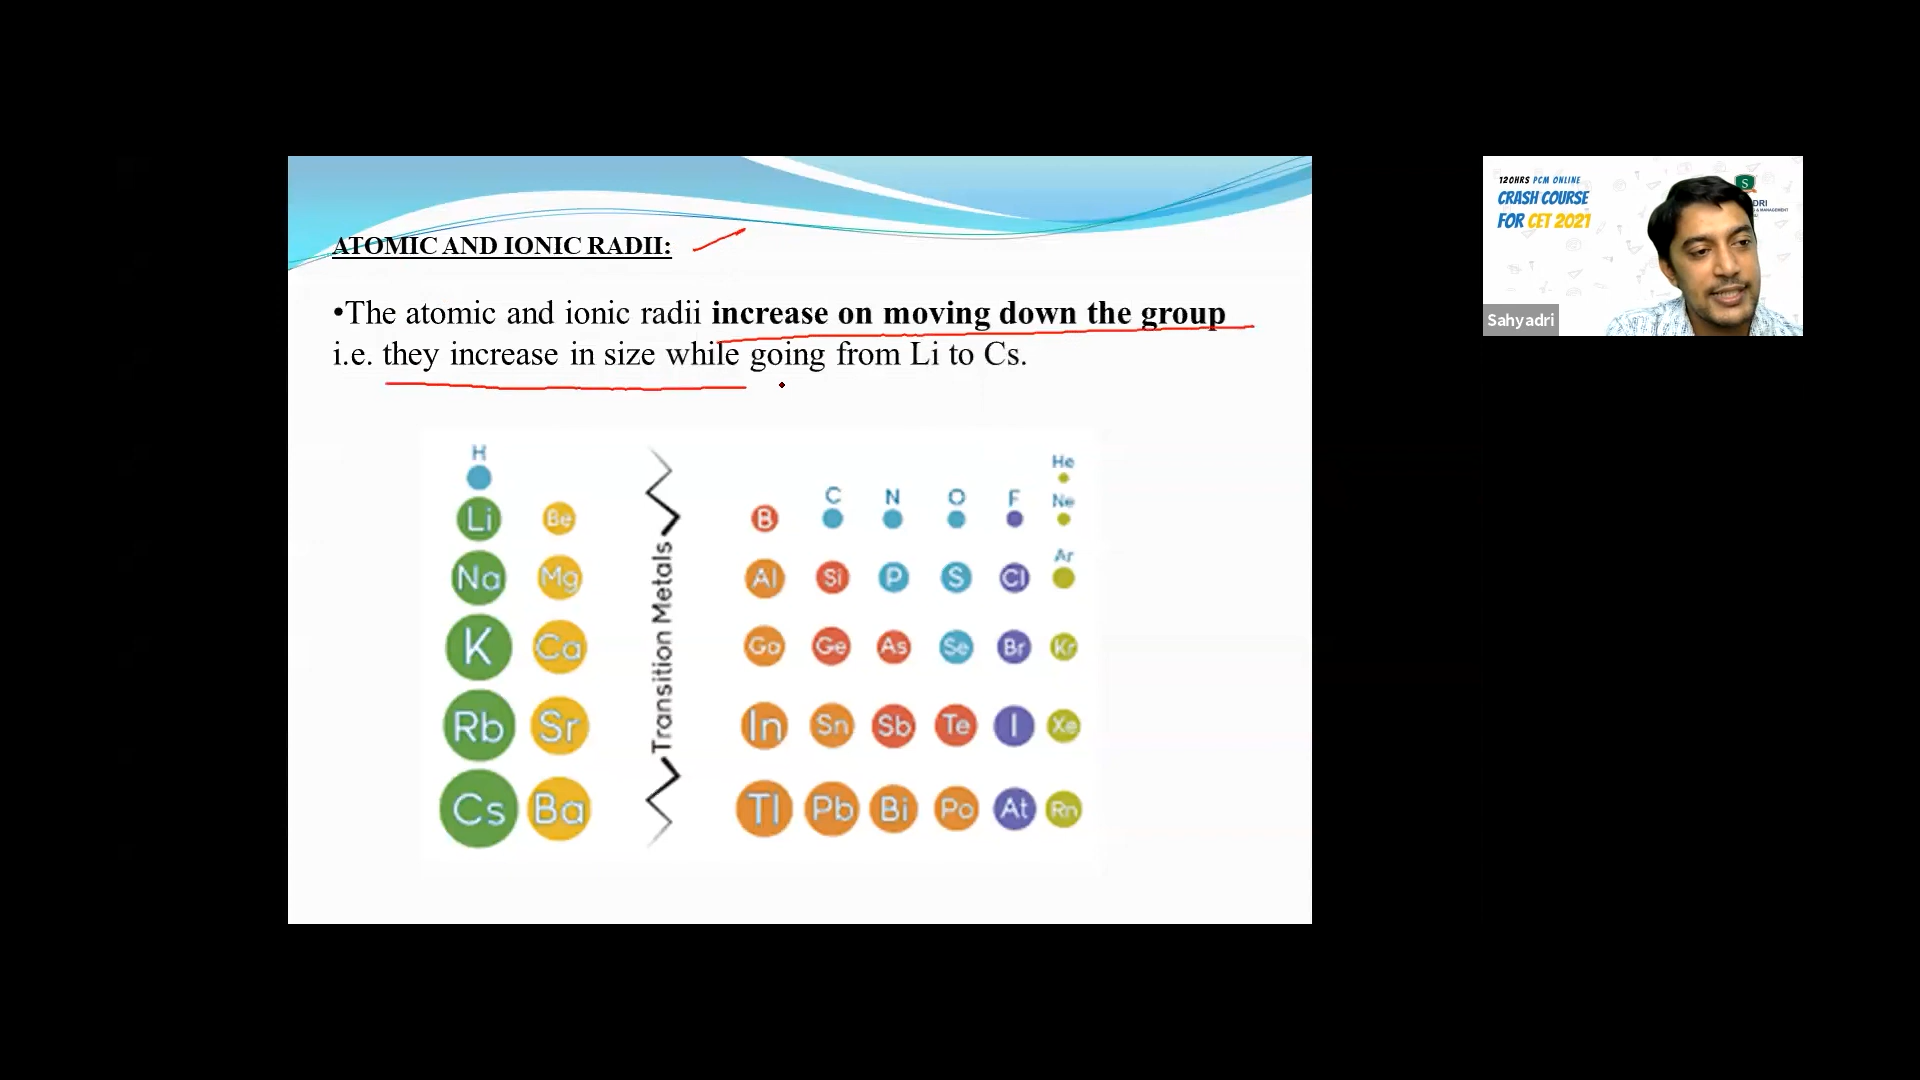 ATOMIC AND IONIC RADII:
•The atomic and ionic radii increase on moving down the group
i.e. they increase in size while going from Li to Cs.
H
He
C N O F Ne
Li Be B
Ar
Na Mg Al Si P S Cl
K Ca Ga Ge As Se Br Kr
Rb Sr In Sn Sb Te I Xe
Cs Ba Tl Pb Bi Po At Rn
Transition Metals
120HRS PCM ONLINE
CRASH COURSE
FOR CET 2021
S
DRI
& MANAGEMENT
Sahyadri